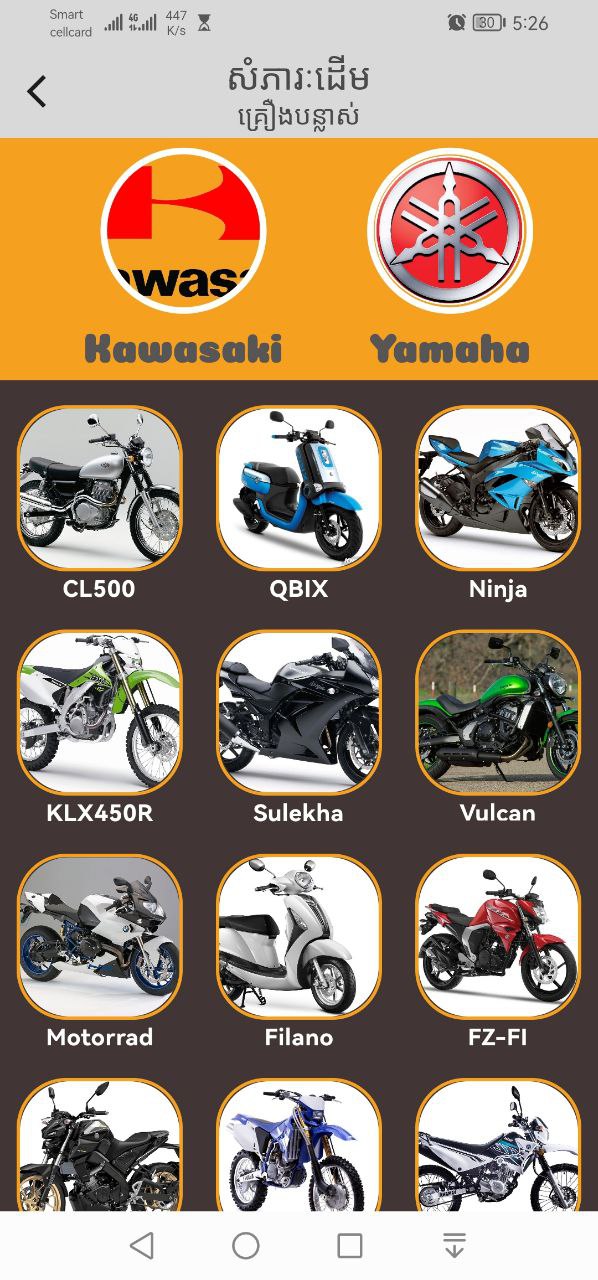 Smart
cellcard
4G
447
K/s
30
5:26
សំភារៈដើម
គ្រឿងបន្លាស់
awasa
Kawasaki
Yamaha
CL500
QBIX
Ninja
KLX450R
Sulekha
Vulcan
Motorrad
Filano
FZ-FI